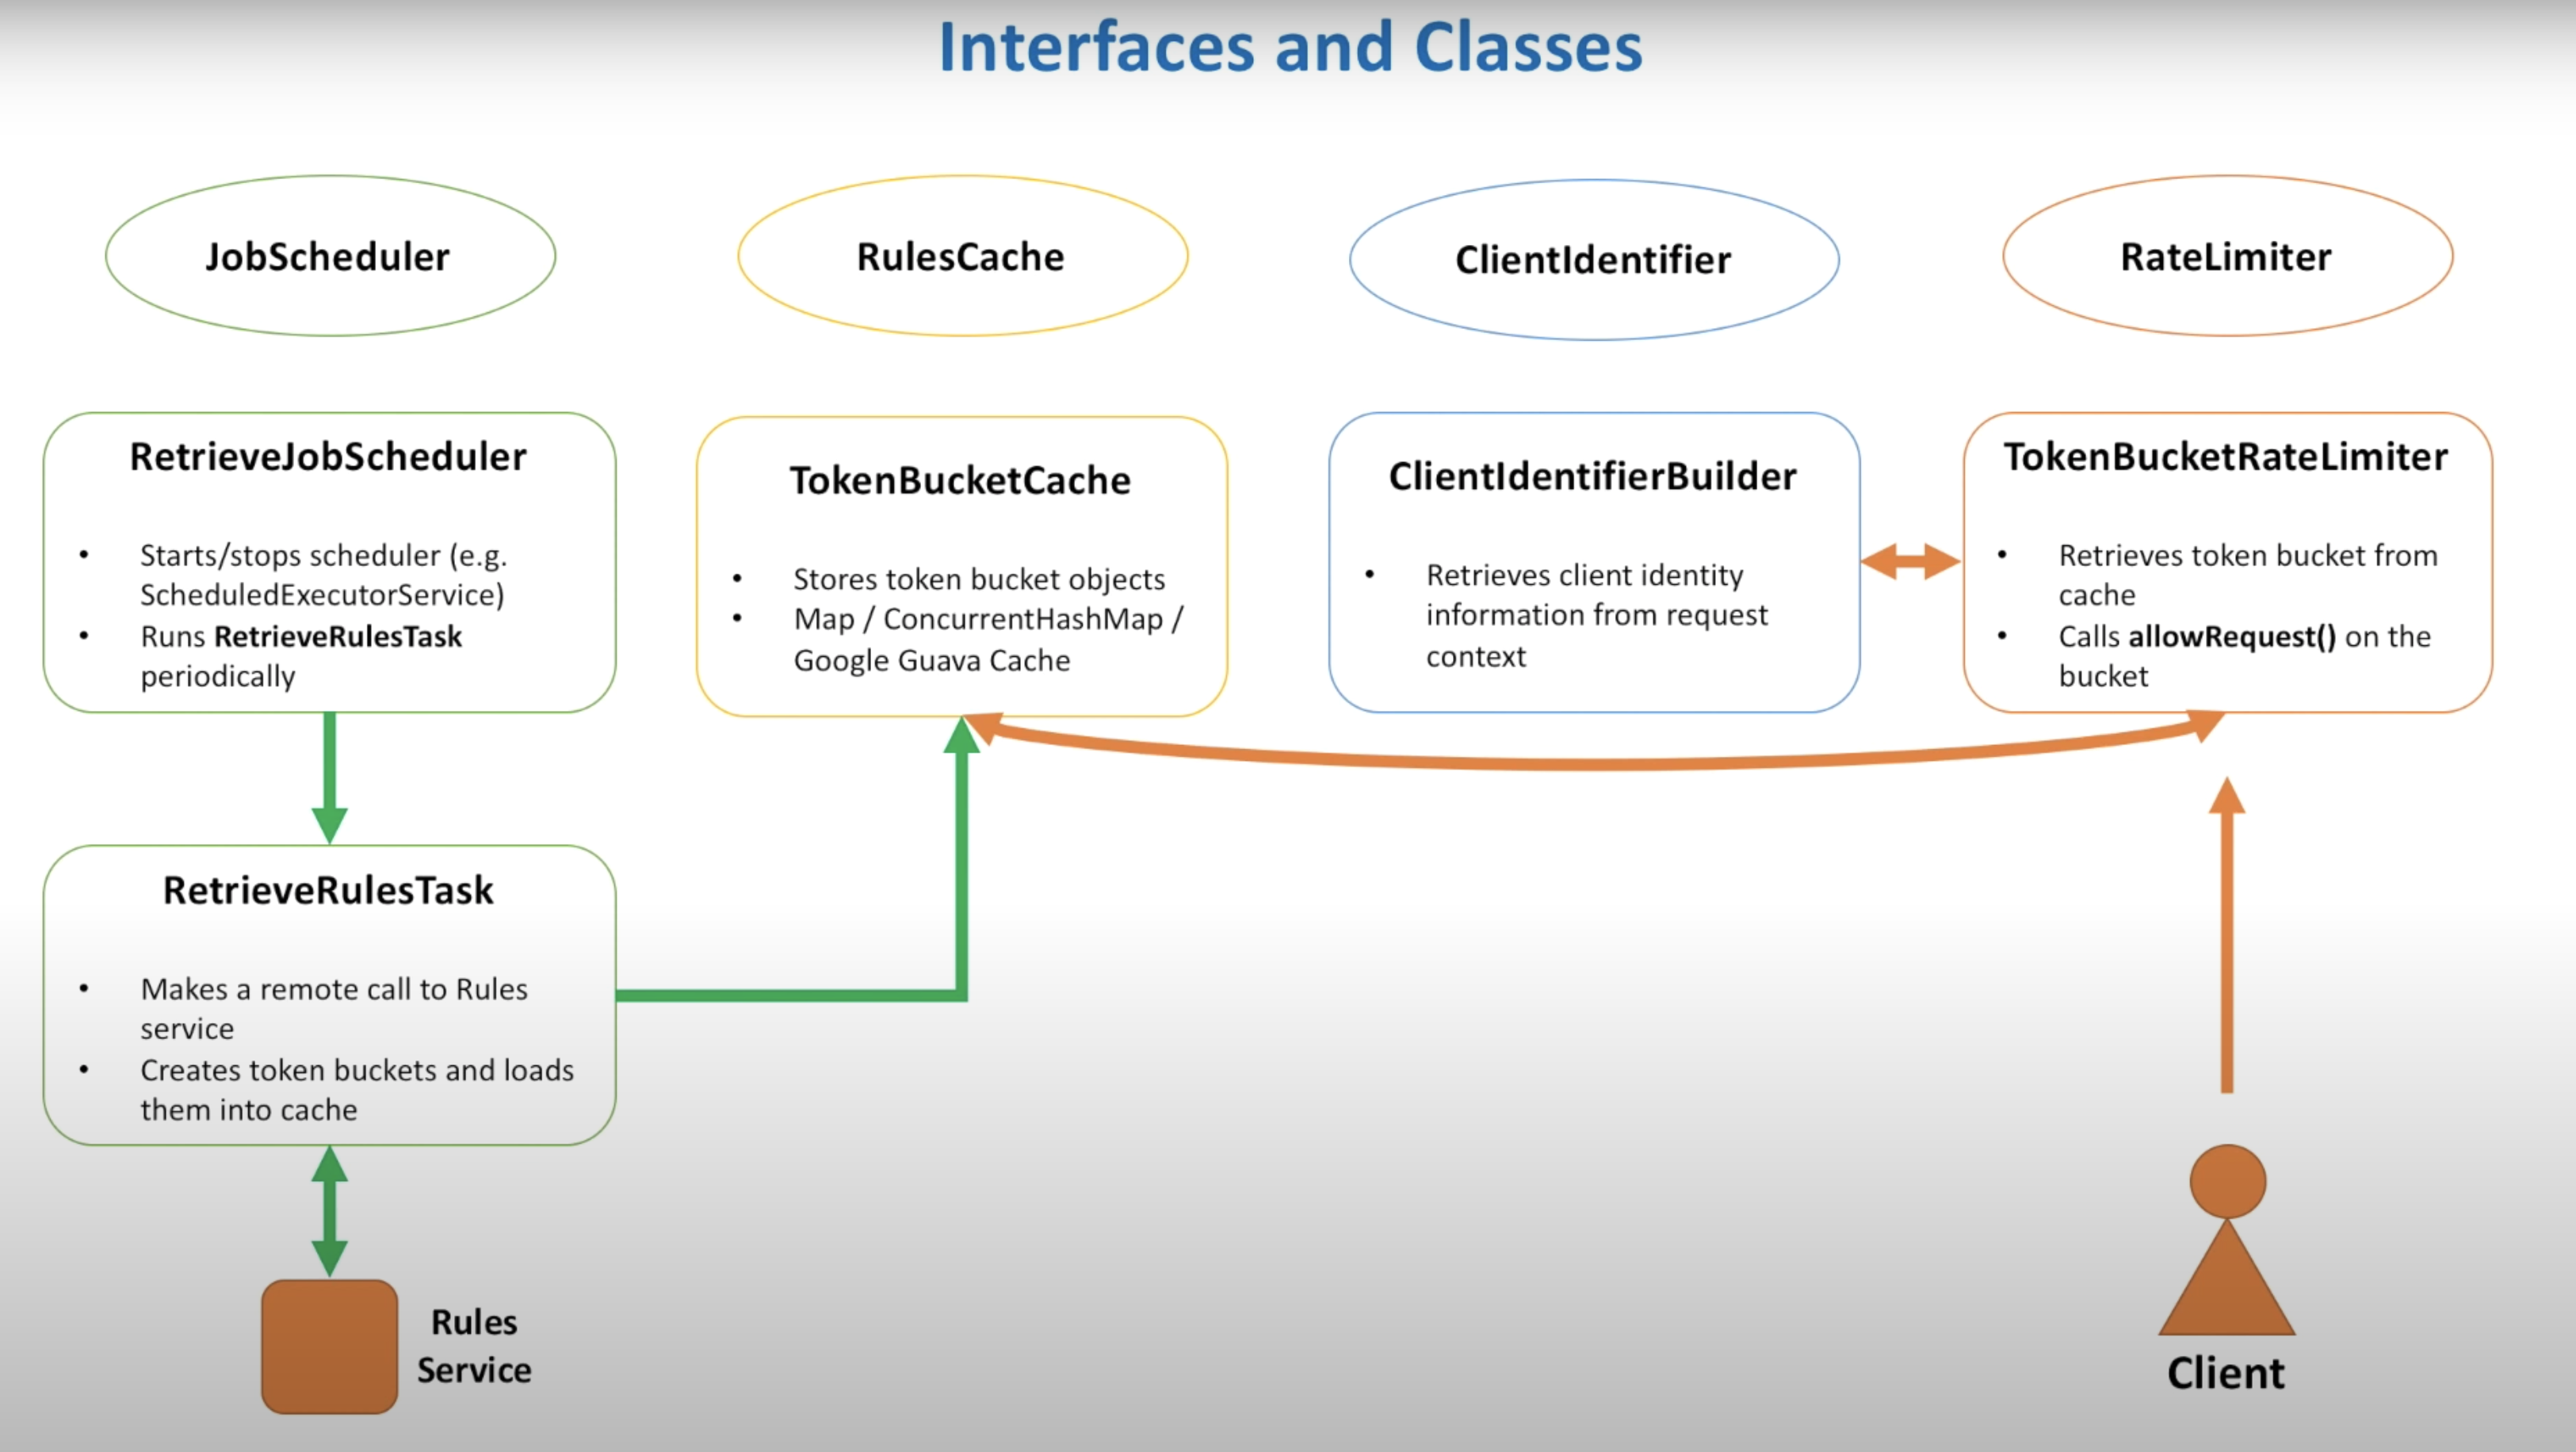 Interfaces and Classes
JobScheduler
RulesCache
ClientIdentifier
RateLimiter
RetrieveJobScheduler
• Starts/stops scheduler (e.g.
ScheduledExecutorService)
• Runs RetrieveRulesTask
periodically
TokenBucketCache
• Stores token bucket objects
• Map / ConcurrentHashMap /
Google Guava Cache
ClientIdentifierBuilder
• Retrieves client identity
information from request
context
TokenBucketRateLimiter
• Retrieves token bucket from
cache
• Calls allowRequest() on the
bucket
RetrieveRulesTask
• Makes a remote call to Rules
service
• Creates token buckets and loads
them into cache
Rules
Service
Client